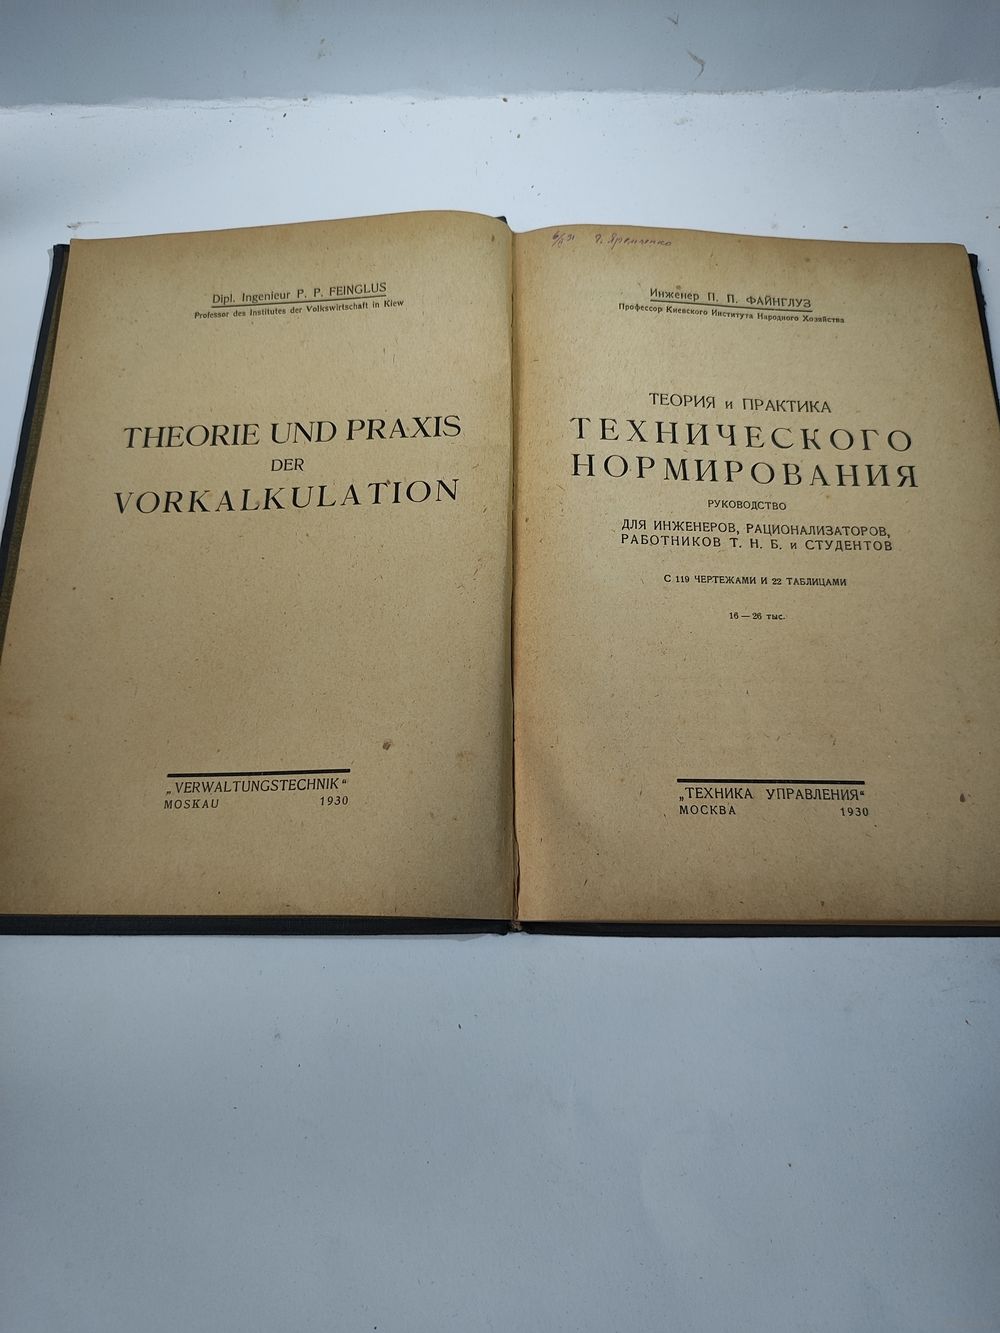 Dipl. Ingenieur P. P. FEINGLUS
Professor des Institutes der Volkswirtschaft in Kiew
THEORIE UND PRAXIS
DER
VORKALKULATION
„VERWALTUNGSTECHNIK“
MOSKAU 1930
Яременко
Инженер П. П. ФАЙНГЛУЗ
Профессор Киевского Института Народного Хозяйства
ТЕОРИЯ и ПРАКТИКА
ТЕХНИЧЕСКОГО
НОРМИРОВАНИЯ
РУКОВОДСТВО
ДЛЯ ИНЖЕНЕРОВ, РАЦИОНАЛИЗАТОРОВ,
РАБОТНИКОВ Т. Н. Б. и СТУДЕНТОВ
С 119 ЧЕРТЕЖАМИ И 22 ТАБЛИЦАМИ
16 — 26 тыс.
„ТЕХНИКА УПРАВЛЕНИЯ“
МОСКВА 1930